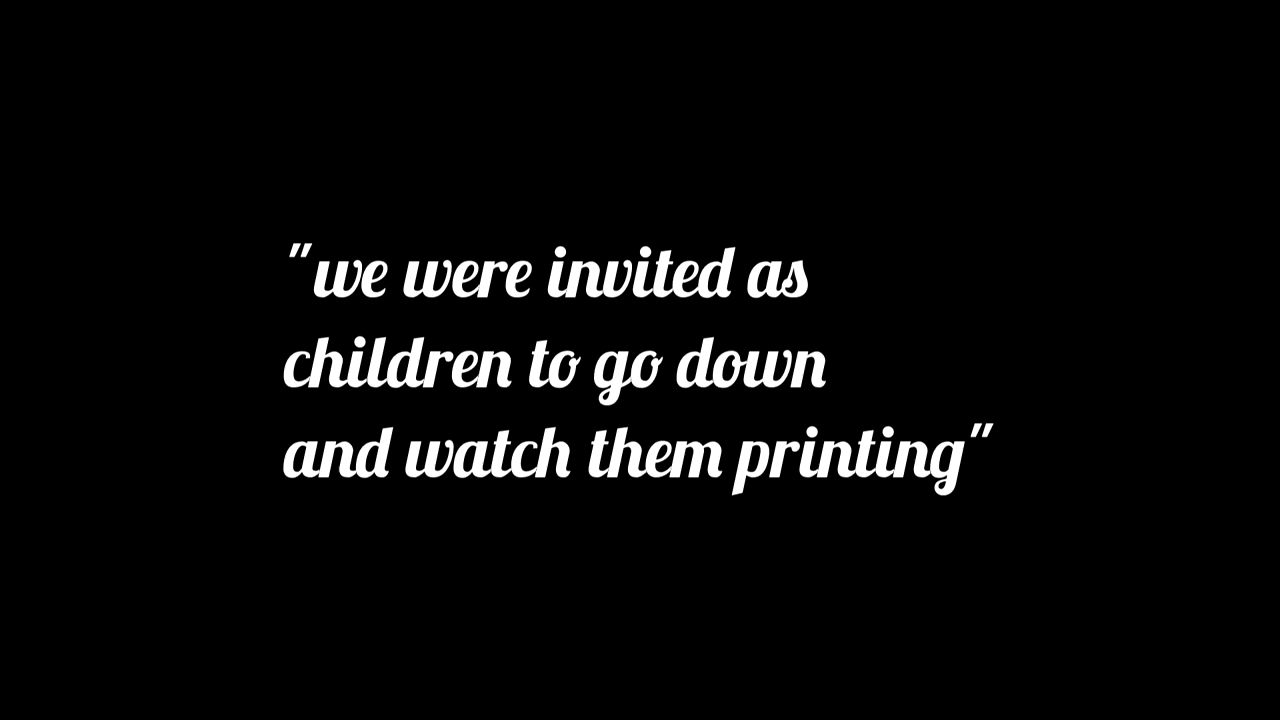 "we were invited as
children to go down
and watch them printing"